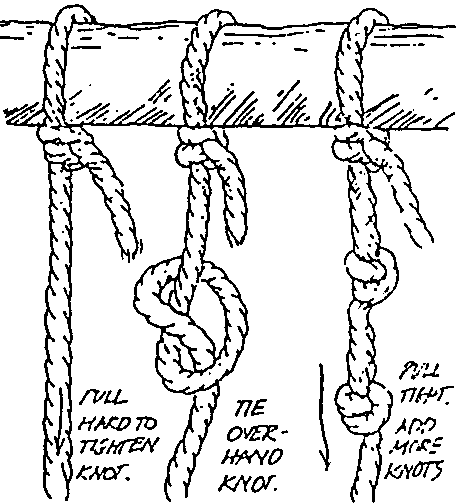 PULL
HARD TO
TIGHTEN
KNOT.
TIE
OVER-
HAND
KNOT.
PULL
TIGHT.
ADD
MORE
KNOTS